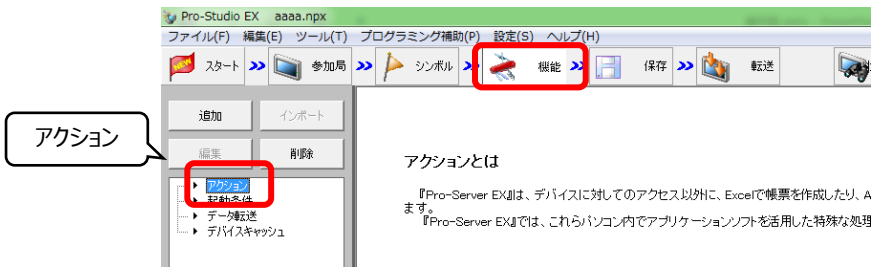 Pro-Studio EX aaaa.npx
ファイル(F) 編集(E) ツール(T) プログラミング補助(P) 設定(S) ヘルプ(H)
NEW スタート 参加局 シンボル 機能 保存 転送
追加 インポート
編集 削除
アクション
アクション
起動条件
データ転送
デバイスキャッシュ
アクションとは
『Pro-Server EX』は、デバイスに対してのアクセス以外に、Excelで帳票を作成したり、A
ます。
『Pro-Server EX』では、これらパソコン内でアプリケーションソフトを活用した特殊な処理